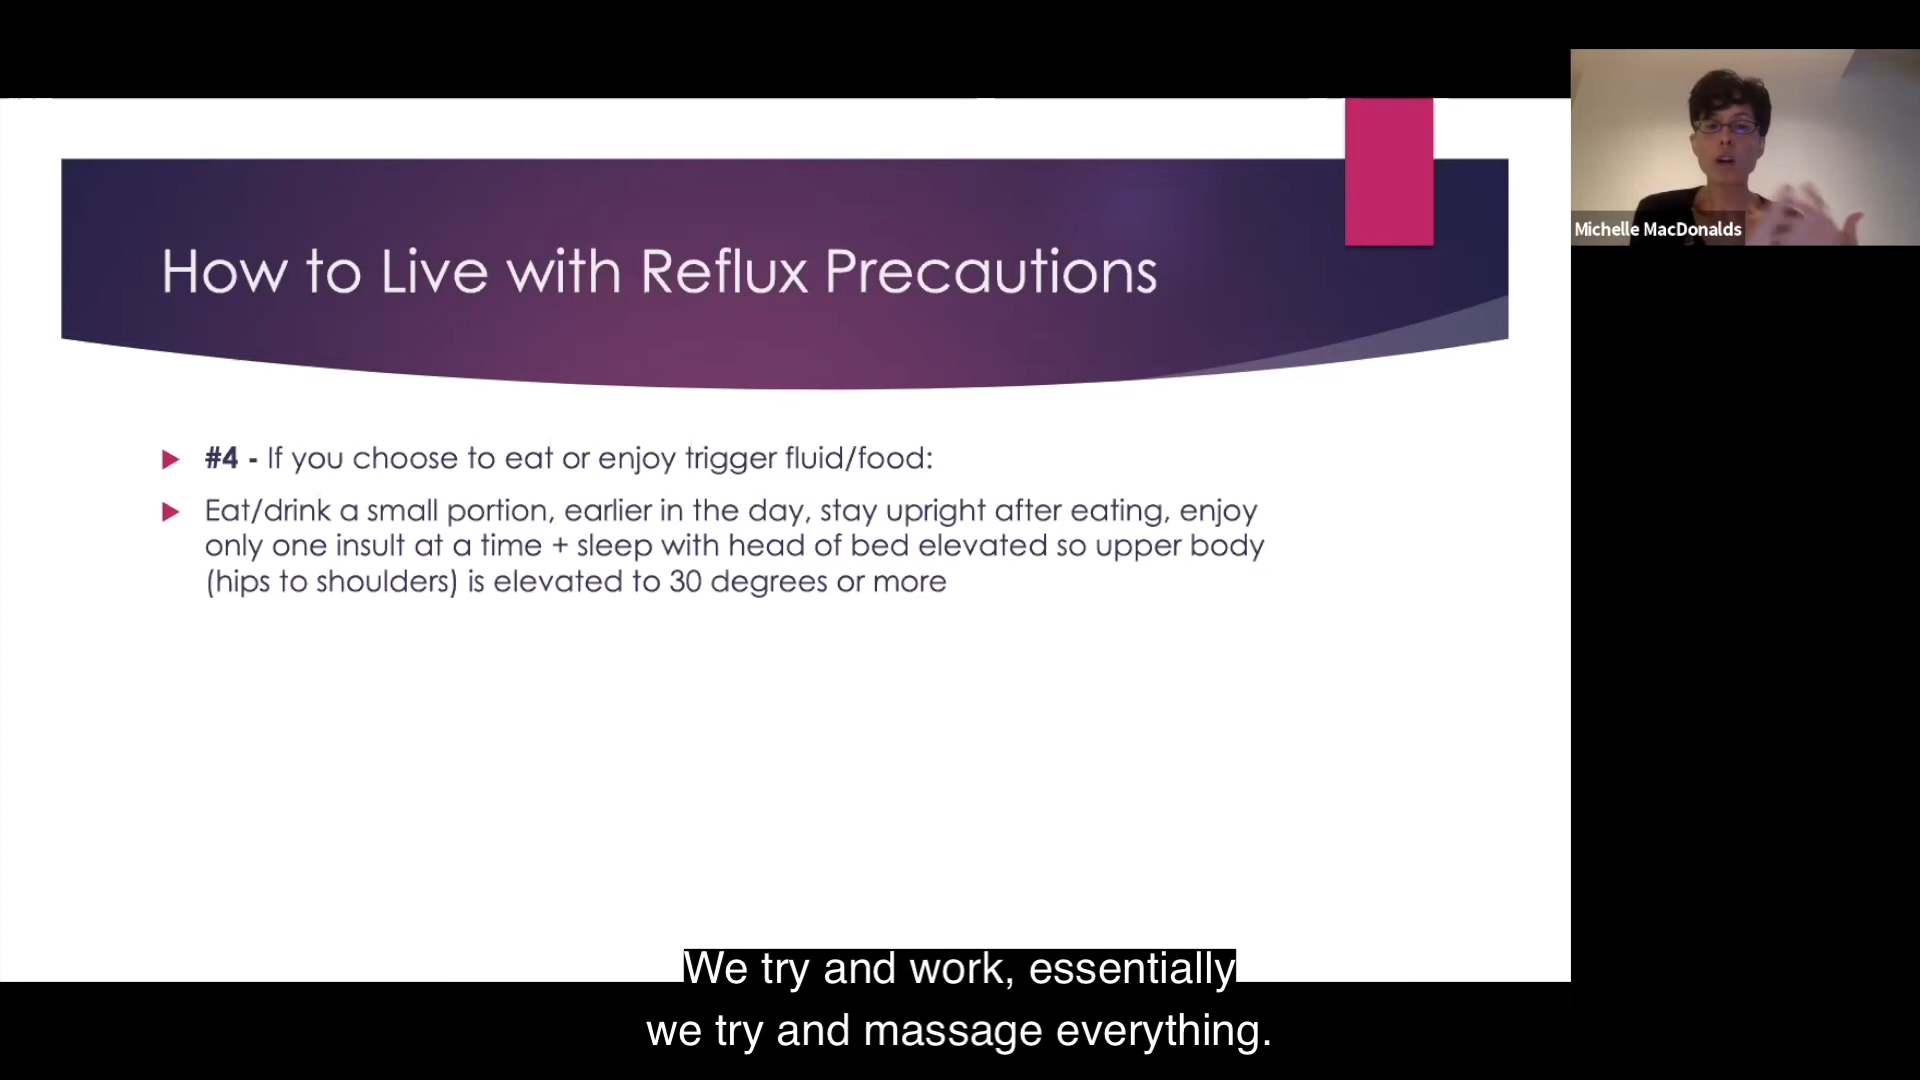 How to Live with Reflux Precautions
#4 - If you choose to eat or enjoy trigger fluid/food:
Eat/drink a small portion, earlier in the day, stay upright after eating, enjoy
only one insult at a time + sleep with head of bed elevated so upper body
(hips to shoulders) is elevated to 30 degrees or more
Michelle MacDonalds
We try and work, essentially
we try and massage everything.